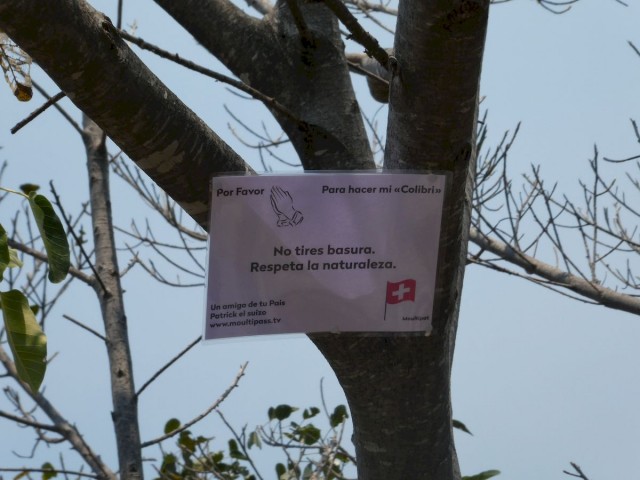 Por Favor
Para hacer mi «Colibri»
No tires basura.
Respeta la naturaleza.
Un amigo de tu País
Patrick el suizo
www.moultipass.tv